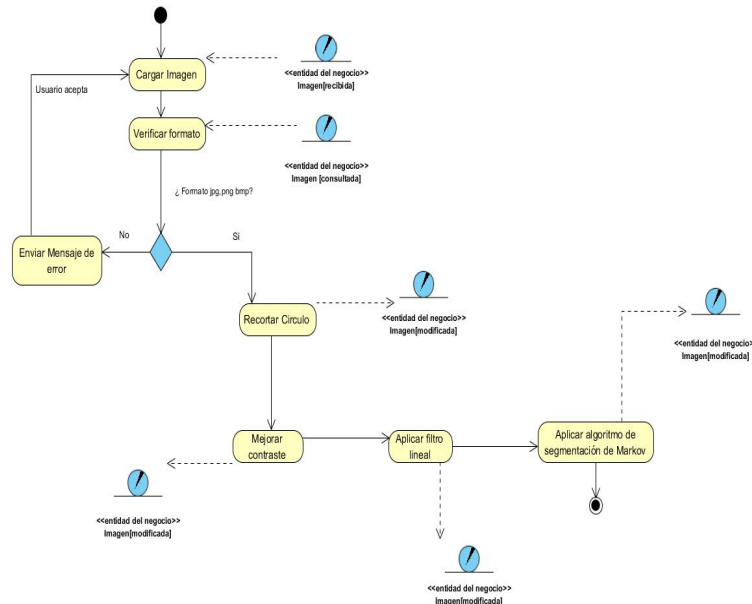 Cargar Imagen
<<entidad del negocio>>
Imagen[recibida]
Usuario acepta
Verificar formato
<<entidad del negocio>>
Imagen [consultada]
¿ Formato jpg,png bmp?
No
Si
Enviar Mensaje de
error
Recortar Circulo
<<entidad del negocio>>
Imagen[modificada]
<<entidad del negocio>>
Imagen[modificada]
Mejorar
contraste
Aplicar filtro
lineal
Aplicar algoritmo de
segmentación de Markov
<<entidad del negocio>>
Imagen[modificada]
<<entidad del negocio>>
Imagen[modificada]